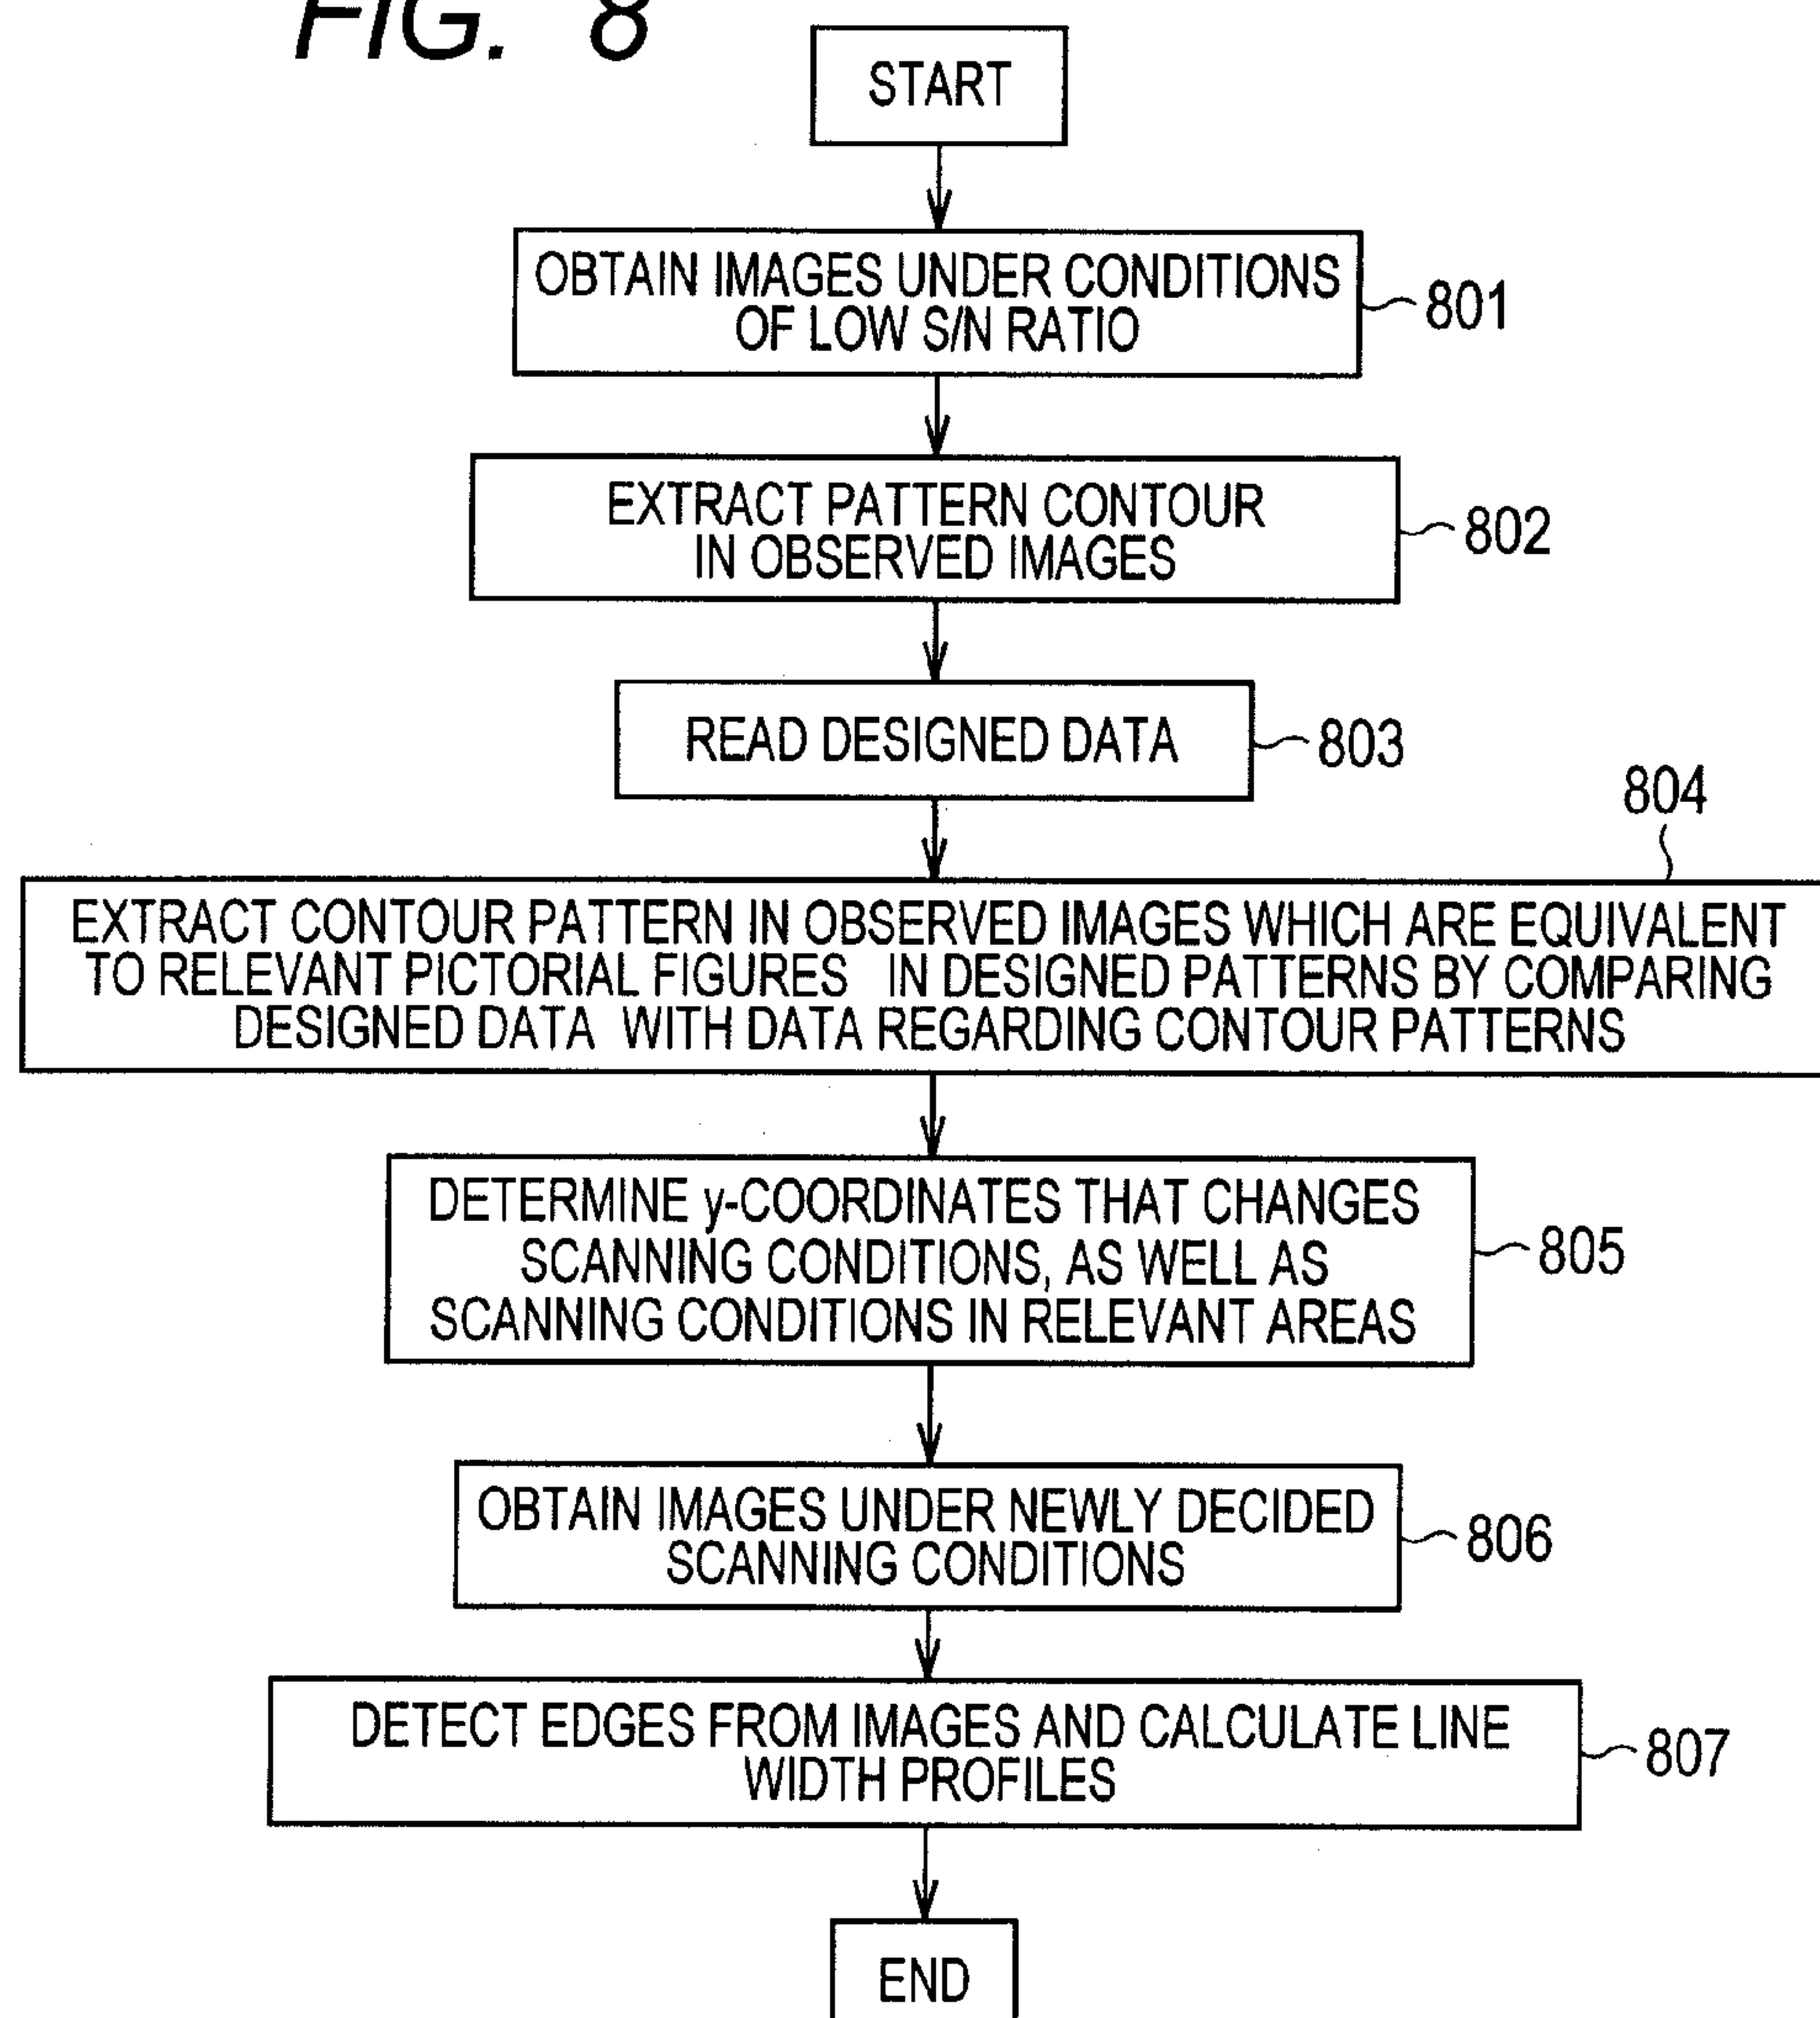 FIG. 8
START
OBTAIN IMAGES UNDER CONDITIONS
OF LOW S/N RATIO
801
EXTRACT PATTERN CONTOUR
IN OBSERVED IMAGES
802
READ DESIGNED DATA
803
804
EXTRACT CONTOUR PATTERN IN OBSERVED IMAGES WHICH ARE EQUIVALENT
TO RELEVANT PICTORIAL FIGURES IN DESIGNED PATTERNS BY COMPARING
DESIGNED DATA WITH DATA REGARDING CONTOUR PATTERNS
DETERMINE y-COORDINATES THAT CHANGES
SCANNING CONDITIONS, AS WELL AS
SCANNING CONDITIONS IN RELEVANT AREAS
805
OBTAIN IMAGES UNDER NEWLY DECIDED
SCANNING CONDITIONS
806
DETECT EDGES FROM IMAGES AND CALCULATE LINE
WIDTH PROFILES
807
END